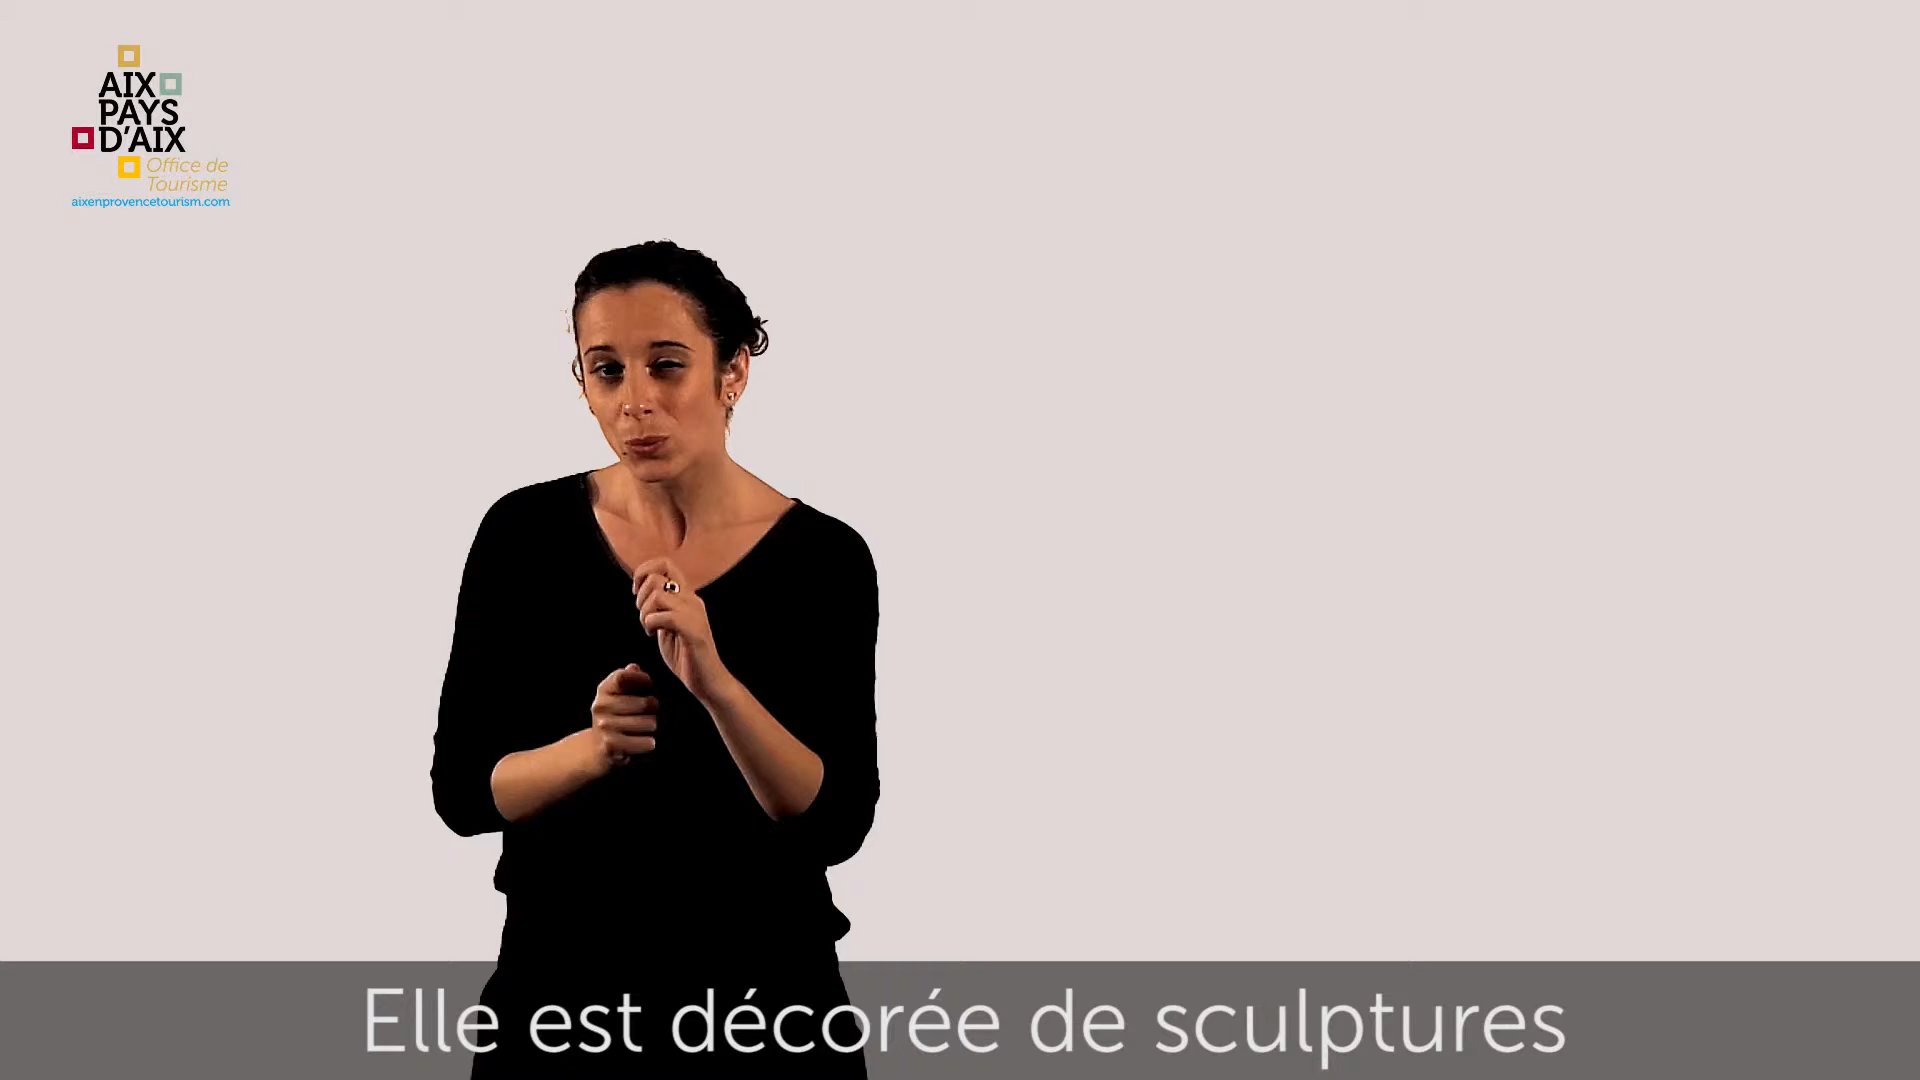 AIX
PAYS
D'AIX
Office de
Tourisme
aixenprovencetourism.com
Elle est décorée de sculptures